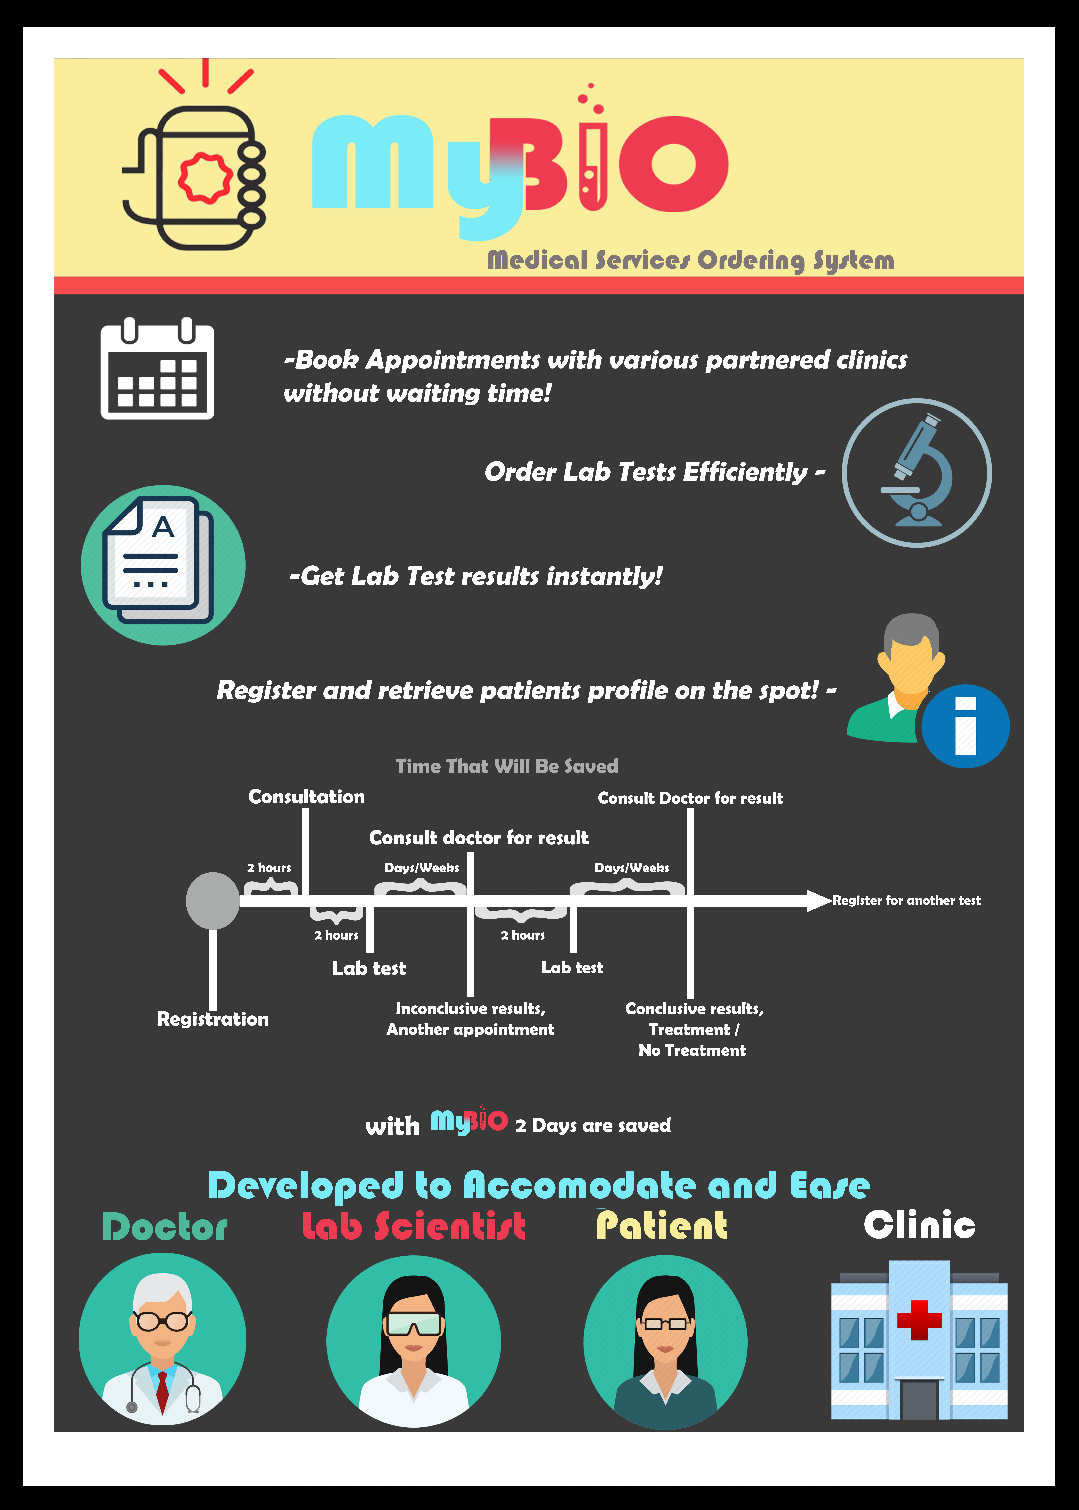 MyBiO
Medical Services Ordering System
-Book Appointments with various partnered clinics
without waiting time!
Order Lab Tests Efficiently -
A
-Get Lab Test results instantly!
Register and retrieve patients profile on the spot! -
i
Time That Will Be Saved
Consultation
Consult Doctor for result
Consult doctor for result
2 hours
Days/Weeks
Days/Weeks
Register for another test
2 hours
2 hours
Lab test
Lab test
Registration
Inconclusive results,
Another appointment
Conclusive results,
Treatment /
No Treatment
with MyBiO 2 Days are saved
Developed to Accomodate and Ease
Doctor
Lab Scientist
Patient
Clinic